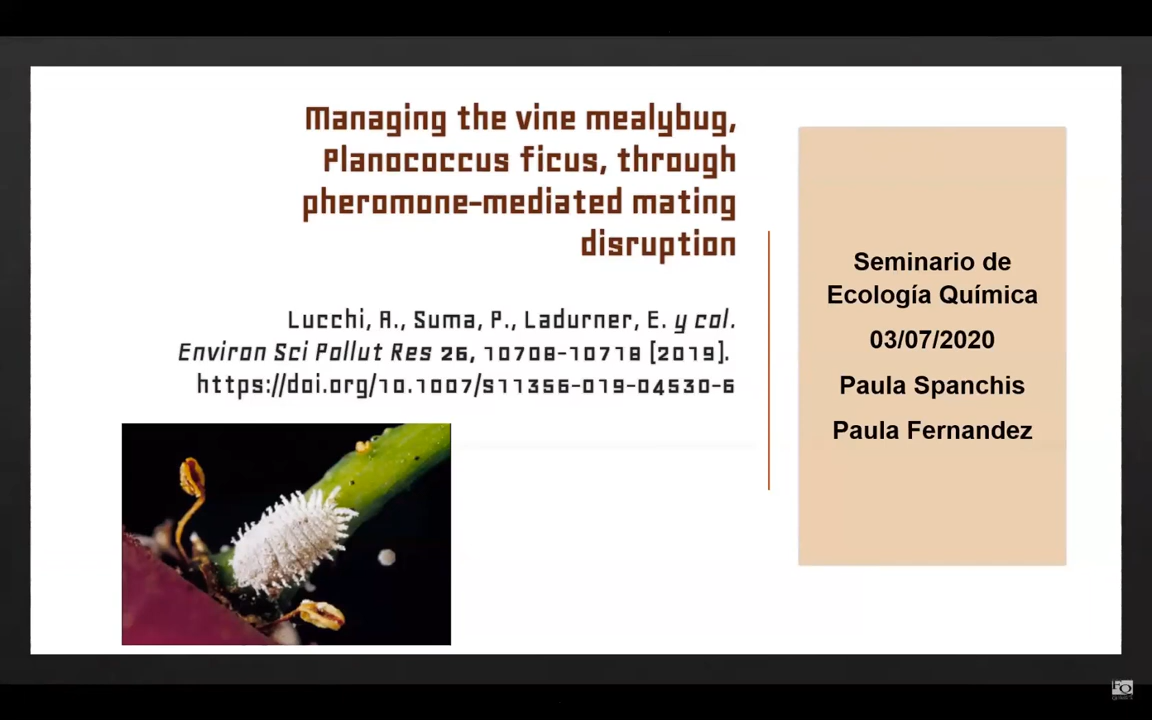 Managing the vine mealybug,
Planococcus ficus, through
pheromone-mediated mating
disruption
Lucchi, A., Suma, P., Ladurner, E. y col.
Environ Sci Pollut Res 26, 10708-10718 [2019].
https://doi.org/10.1007/s11356-019-04530-6
Seminario de
Ecología Química
03/07/2020
Paula Spanchis
Paula Fernandez
FQ